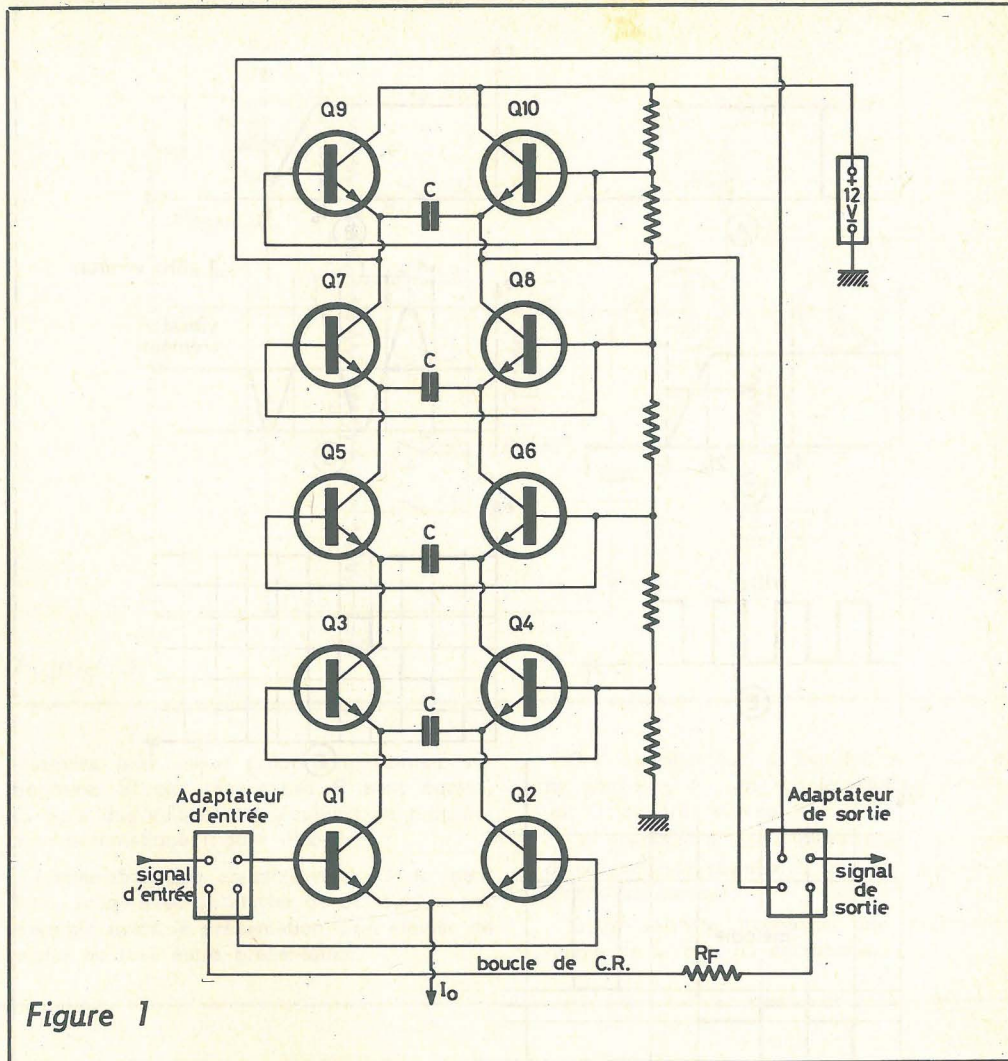 Q9
Q10
C
+
12
V
Q7
Q8
C
Q5
Q6
C
Q3
Q4
C
Adaptateur
d'entrée
Q1
Q2
Adaptateur
de sortie
signal
d'entrée
signal
de
sortie
boucle de C.R.
RF
Io
Figure 1